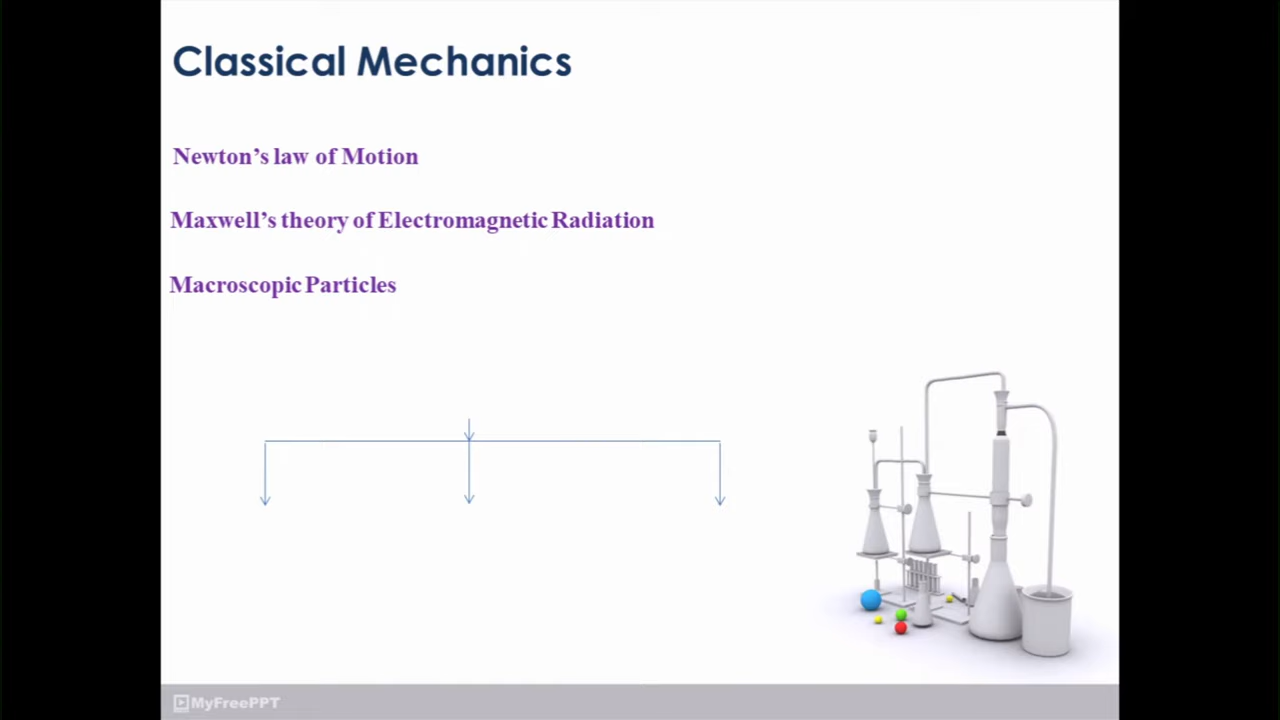 Classical Mechanics
Newton’s law of Motion
Maxwell’s theory of Electromagnetic Radiation
Macroscopic Particles
MyFreePPT